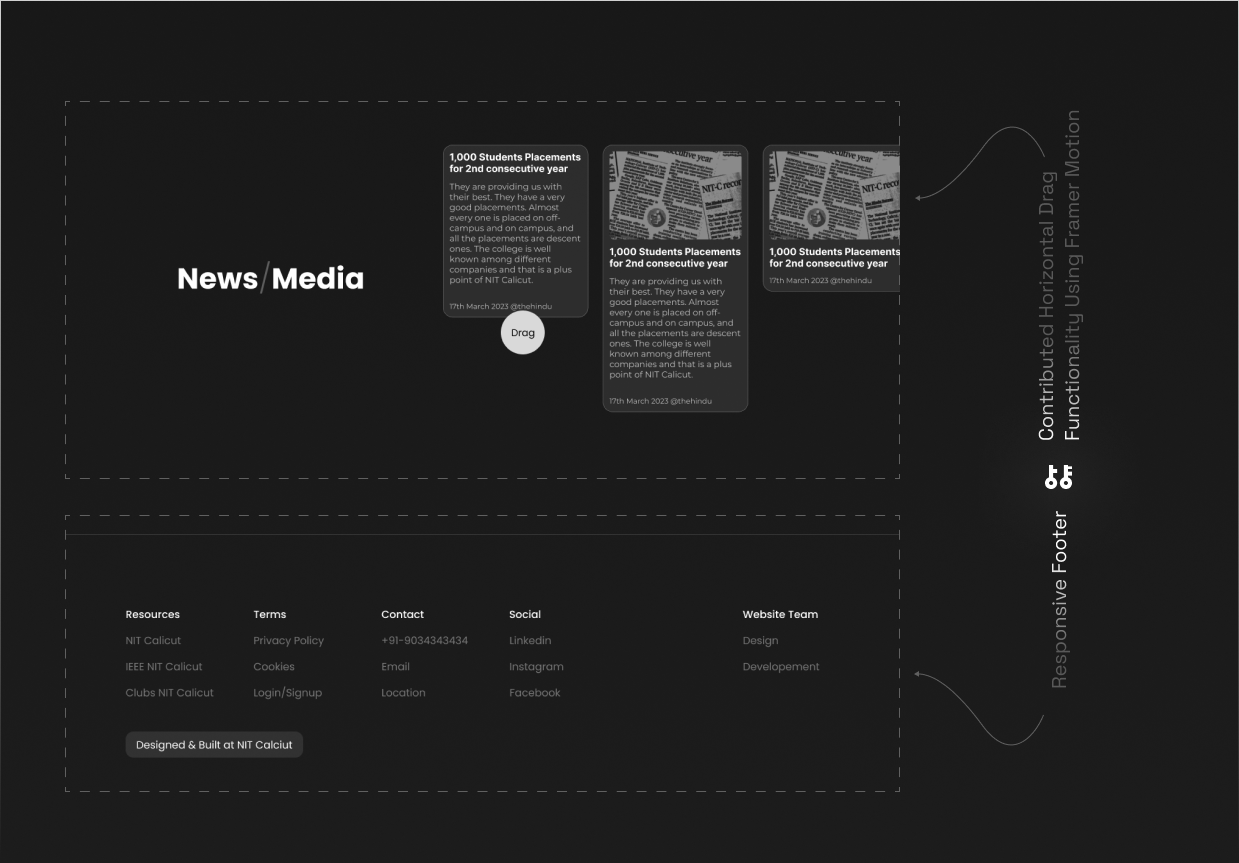 News/Media
1,000 Students Placements
for 2nd consecutive year
They are providing us with
their best. They have a very
good placements. Almost
every one is placed on off-
campus and on campus, and
all the placements are descent
ones. The college is well
known among different
companies and that is a plus
point of NIT Calicut.
17th March 2023 @thehindu
Drag
1,000 Students Placements
for 2nd consecutive year
They are providing us with
their best. They have a very
good placements. Almost
every one is placed on off-
campus and on campus, and
all the placements are descent
ones. The college is well
known among different
companies and that is a plus
point of NIT Calicut.
17th March 2023 @thehindu
NIT-C
1,000 Students Placements
for 2nd consecutive year
17th March 2023 @thehindu
Contributed Horizontal Drag
Functionality Using Framer Motion
Responsive Footer
Resources
NIT Calicut
IEEE NIT Calicut
Clubs NIT Calicut
Terms
Privacy Policy
Cookies
Login/Signup
Contact
+91-9034343434
Email
Location
Social
Linkedin
Instagram
Facebook
Website Team
Design
Developement
Designed & Built at NIT Calciut